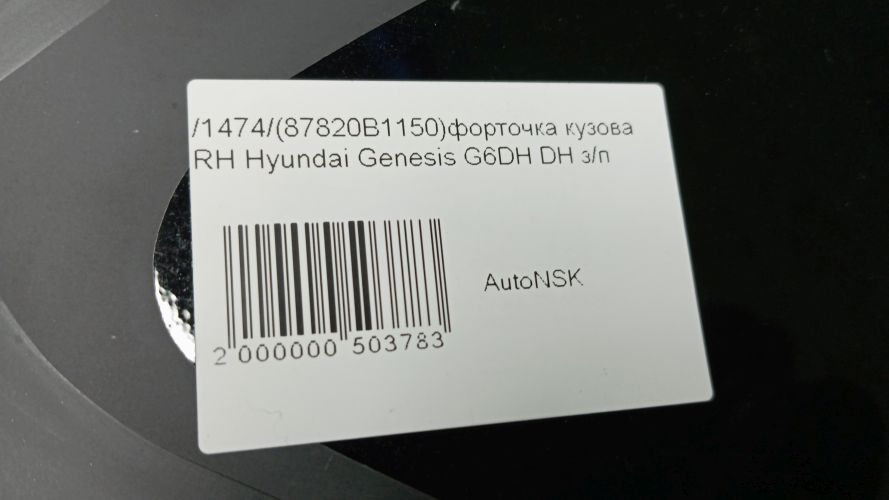 /1474/(87820B1150)форточка кузова
RH Hyundai Genesis G6DH DH з/п
AutoNSK
2 000000 503783